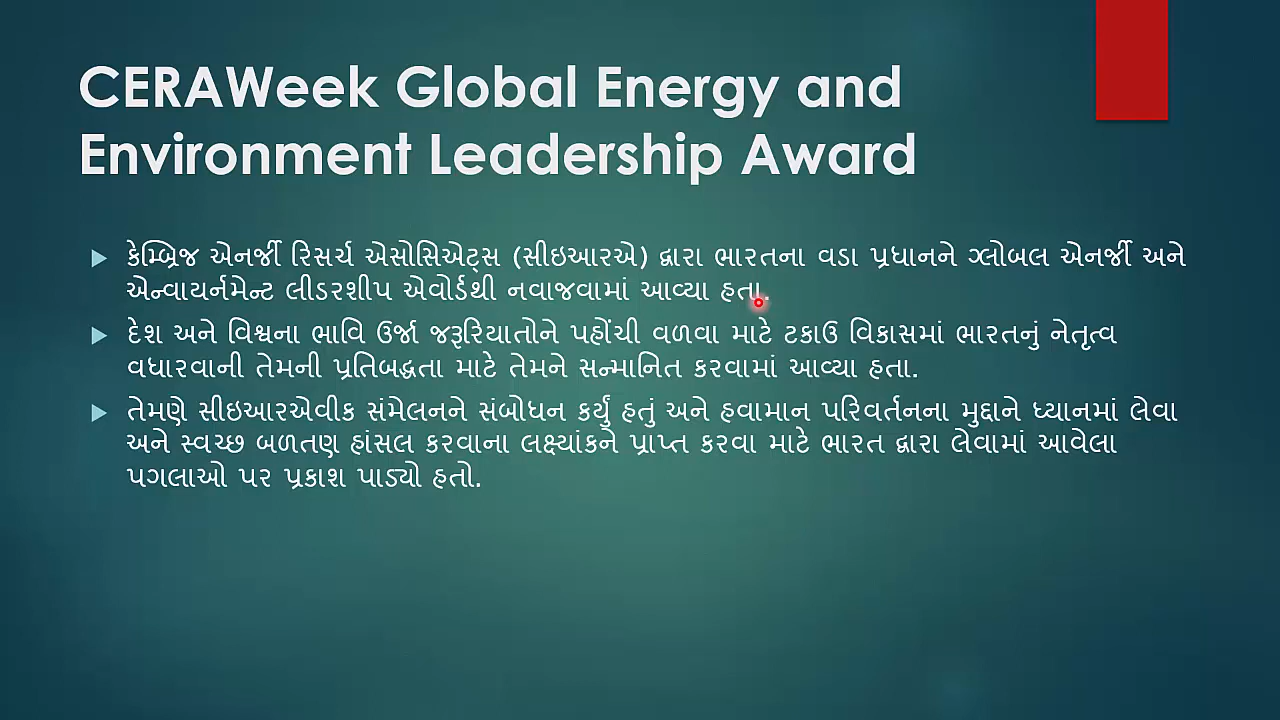 CERAWeek Global Energy and
Environment Leadership Award
કેમ્બ્રિજ એનર્જી રિસર્ચ એસોસિએટ્સ (સીઇઆરએ) દ્વારા ભારતના વડા પ્રધાનને ગ્લોબલ એનર્જી અને
એન્વાયર્નમેન્ટ લીડરશીપ એવોર્ડથી નવાજવામાં આવ્યા હતા.
દેશ અને વિશ્વના ભાવિ ઉર્જા જરૂરિયાતોને પહોંચી વળવા માટે ટકાઉ વિકાસમાં ભારતનું નેતૃત્વ
વધારવાની તેમની પ્રતિબદ્ધતા માટે તેમને સન્માનિત કરવામાં આવ્યા હતા.
તેમણે સીઇઆરએવીક સંમેલનને સંબોધન કર્યું હતું અને હવામાન પરિવર્તનના મુદ્દાને ધ્યાનમાં લેવા
અને સ્વચ્છ બળતણ હાંસલ કરવાના લક્ષ્યાંકને પ્રાપ્ત કરવા માટે ભારત દ્વારા લેવામાં આવેલા
પગલાઓ પર પ્રકાશ પાડ્યો હતો.